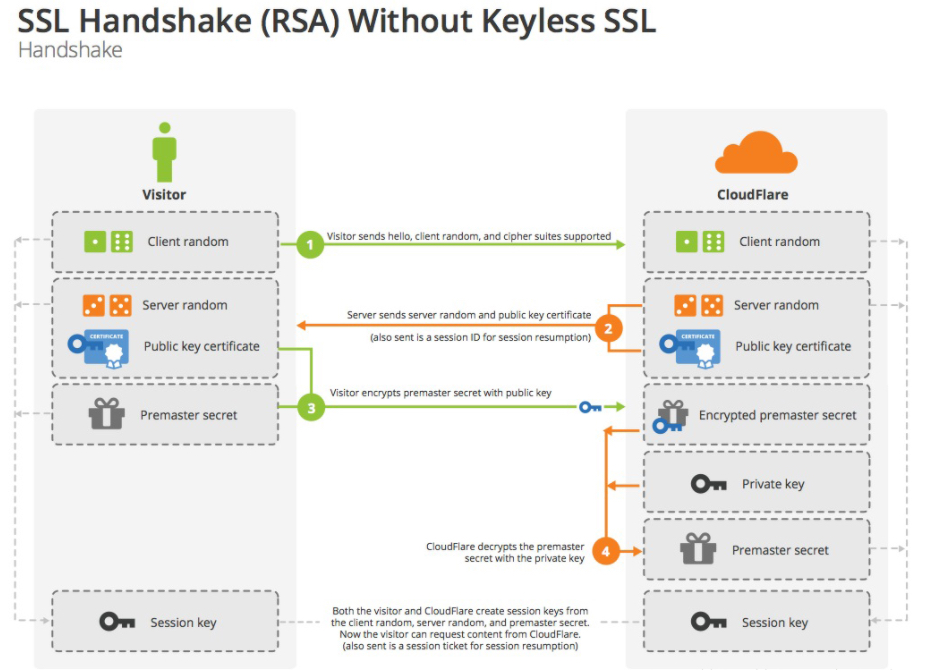 SSL Handshake (RSA) Without Keyless SSL
Handshake
Visitor
CloudFlare
Client random
1
Visitor sends hello, client random, and cipher suites supported
Client random
Server random
CERTIFICATE
Public key certificate
Server sends server random and public key certificate
2
(also sent is a session ID for session resumption)
Server random
CERTIFICATE
Public key certificate
Premaster secret
3
Visitor encrypts premaster secret with public key
Encrypted premaster secret
Private key
CloudFlare decrypts the premaster
secret with the private key
4
Premaster secret
Session key
Both the visitor and CloudFlare create session keys from
the client random, server random, and premaster secret.
Now the visitor can request content from CloudFlare.
(also sent is a session ticket for session resumption)
Session key